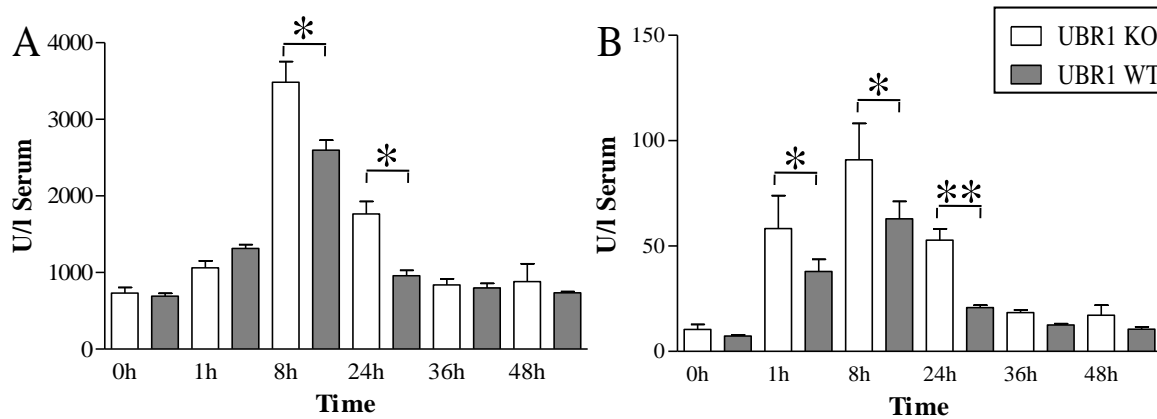 A
4000
3000
2000
1000
0
U/l Serum
*
*
0h 1h 8h 24h 36h 48h
Time
B
150
100
50
0
U/l Serum
*
*
**
0h 1h 8h 24h 36h 48h
Time
UBR1 KO
UBR1 WT